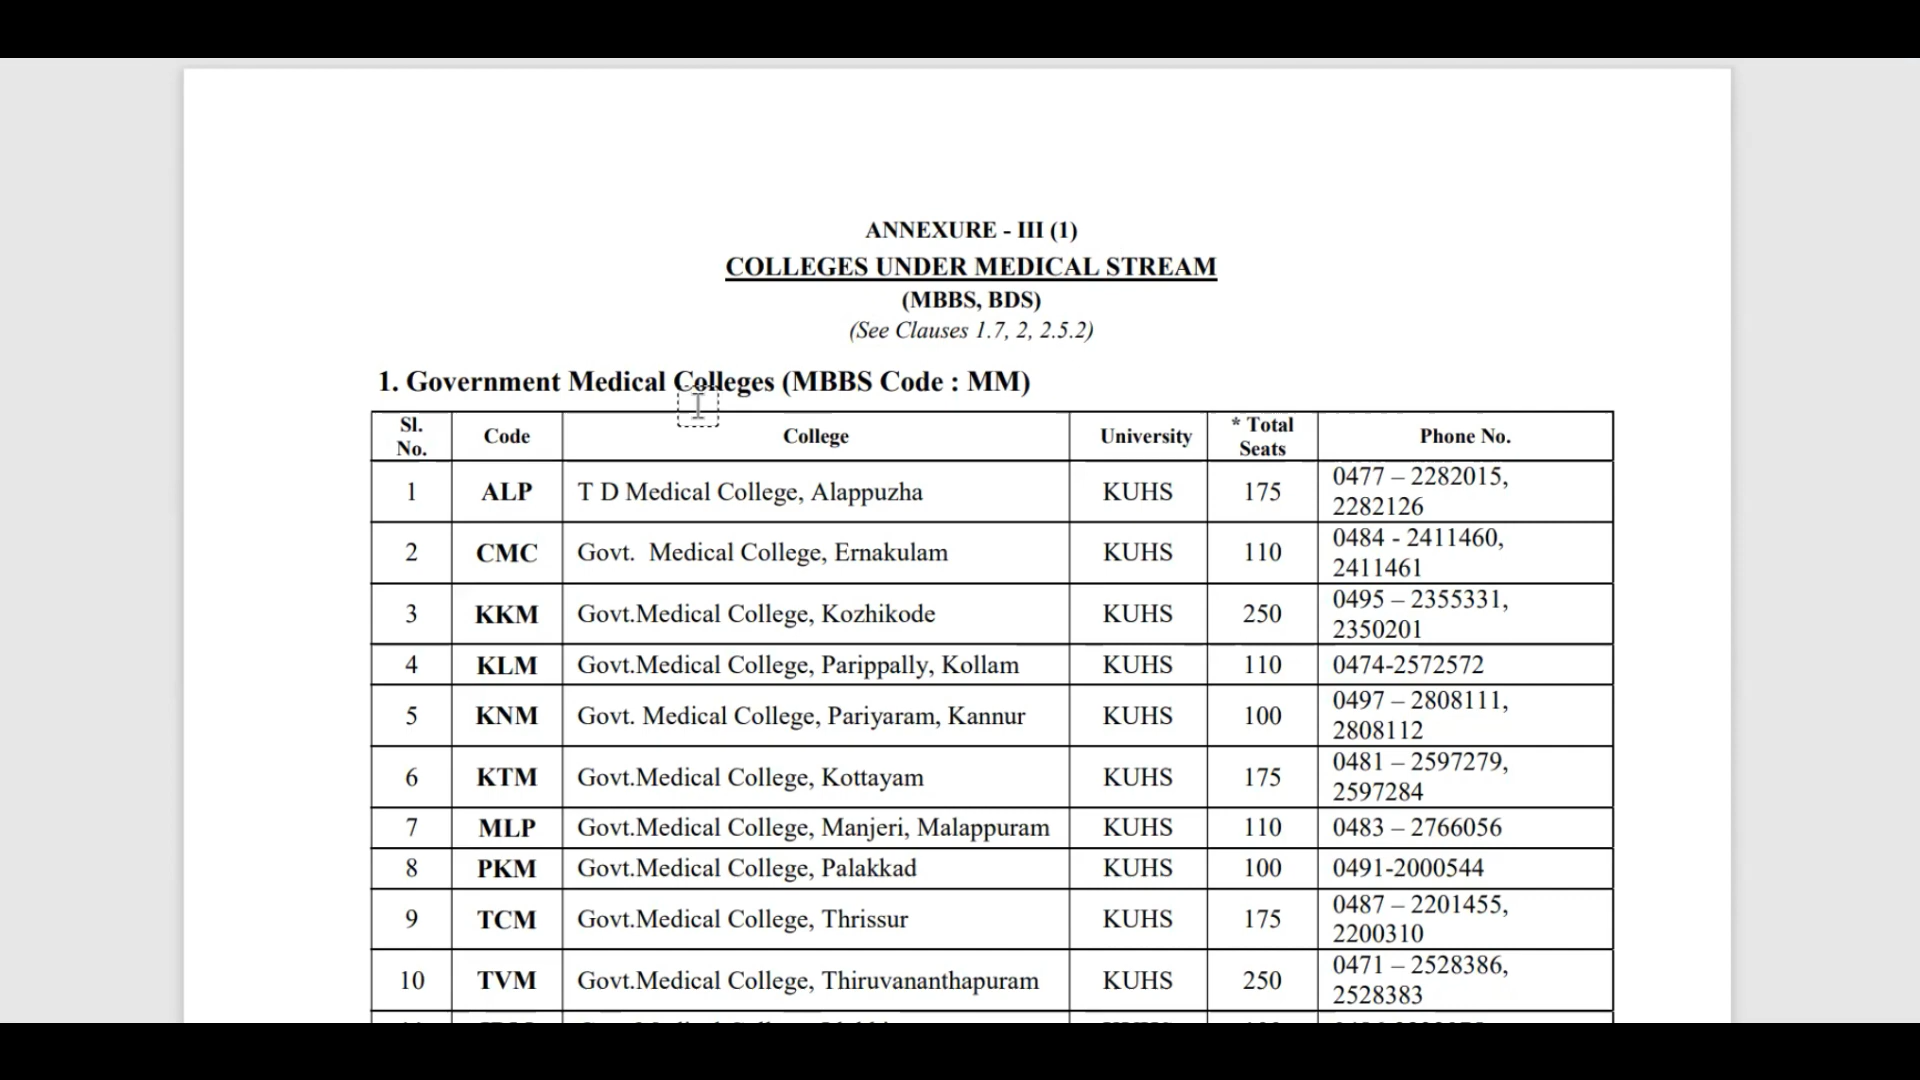 ANNEXURE - III (1)
COLLEGES UNDER MEDICAL STREAM
(MBBS, BDS)
(See Clauses 1.7, 2, 2.5.2)
1. Government Medical Colleges (MBBS Code : MM)
Sl. No. Code College University * Total Seats Phone No.
1 ALP T D Medical College, Alappuzha KUHS 175 0477 – 2282015, 2282126
2 CMC Govt.  Medical College, Ernakulam KUHS 110 0484 - 2411460, 2411461
3 KKM Govt.Medical College, Kozhikode KUHS 250 0495 – 2355331, 2350201
4 KLM Govt.Medical College, Parippally, Kollam KUHS 110 0474-2572572
5 KNM Govt. Medical College, Pariyaram, Kannur KUHS 100 0497 – 2808111, 2808112
6 KTM Govt.Medical College, Kottayam KUHS 175 0481 – 2597279, 2597284
7 MLP Govt.Medical College, Manjeri, Malappuram KUHS 110 0483 – 2766056
8 PKM Govt.Medical College, Palakkad KUHS 100 0491-2000544
9 TCM Govt.Medical College, Thrissur KUHS 175 0487 – 2201455, 2200310
10 TVM Govt.Medical College, Thiruvananthapuram KUHS 250 0471 – 2528386, 2528383